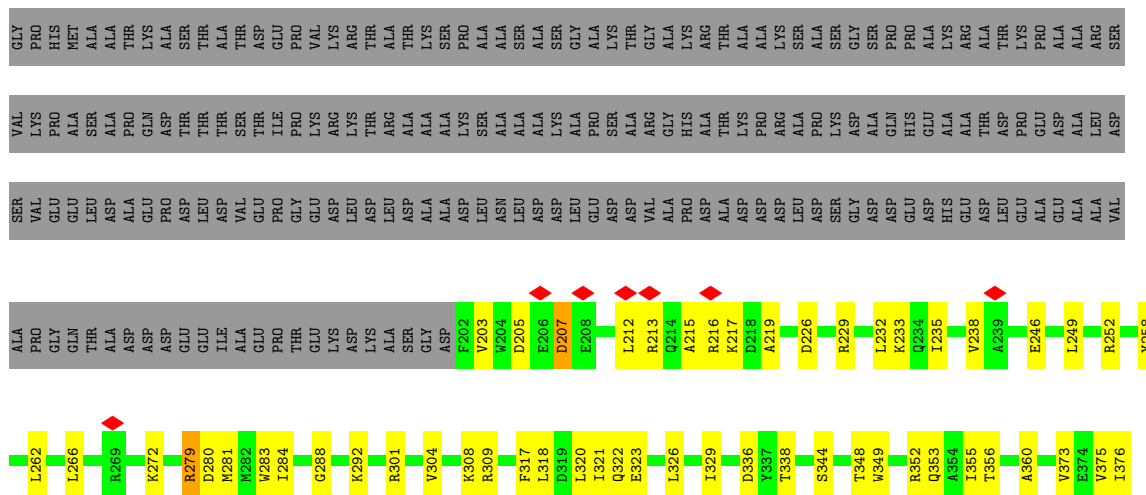 GLY PRO HIS MET ALA ALA THR LYS ALA SER THR ALA THR ASP GLU PRO VAL LYS ARG THR ALA THR LYS SER PRO ALA ALA SER ALA SER GLY ALA LYS THR GLY ALA LYS ARG THR ALA ALA LYS SER ALA SER GLY SER PRO PRO ALA LYS ARG ALA THR LYS PRO ALA ALA ARG SER
VAL LYS PRO ALA SER ALA PRO GLN ASP THR THR THR SER THR ILE PRO LYS ARG LYS THR ARG ALA ALA ALA LYS SER ALA ALA ALA LYS ALA PRO SER ALA ARG GLY HIS ALA THR LYS PRO ARG ALA PRO LYS ASP ALA GLN HIS GLU ALA ALA THR ASP PRO GLU ASP ALA LEU ASP
SER VAL GLU GLU LEU ASP ALA GLU PRO ASP LEU ASP VAL GLU PRO GLY GLU ASP LEU ASP LEU ASP ALA ALA ASP LEU ASN LEU ASP ASP LEU GLU ASP ASP VAL ALA PRO ASP ALA ASP ASP ASP LEU ASP SER GLY ASP ASP GLU ASP HIS GLU ASP LEU GLU ALA GLU ALA ALA VAL
ALA PRO GLY GLN THR ALA ASP ASP ASP GLU GLU ILE ALA GLU PRO THR GLU LYS ASP LYS ALA SER GLY ASP F202 V203 W204 D205 E206 D207 E208 L212 R213 Q214 A215 R216 K217 D218 A219 D226 R229 L232 K233 Q234 I235 V238 A239 E246 L249 R252
L262 L266 R269 K272 R279 D280 M281 M282 W283 I284 G288 K292 R301 V304 K308 R309 F317 L318 D319 L320 I321 Q322 E323 L326 I329 D336 Y337 T338 S344 T348 W349 R352 Q353 A354 I355 T356 A360 V373 E374 V375 I376